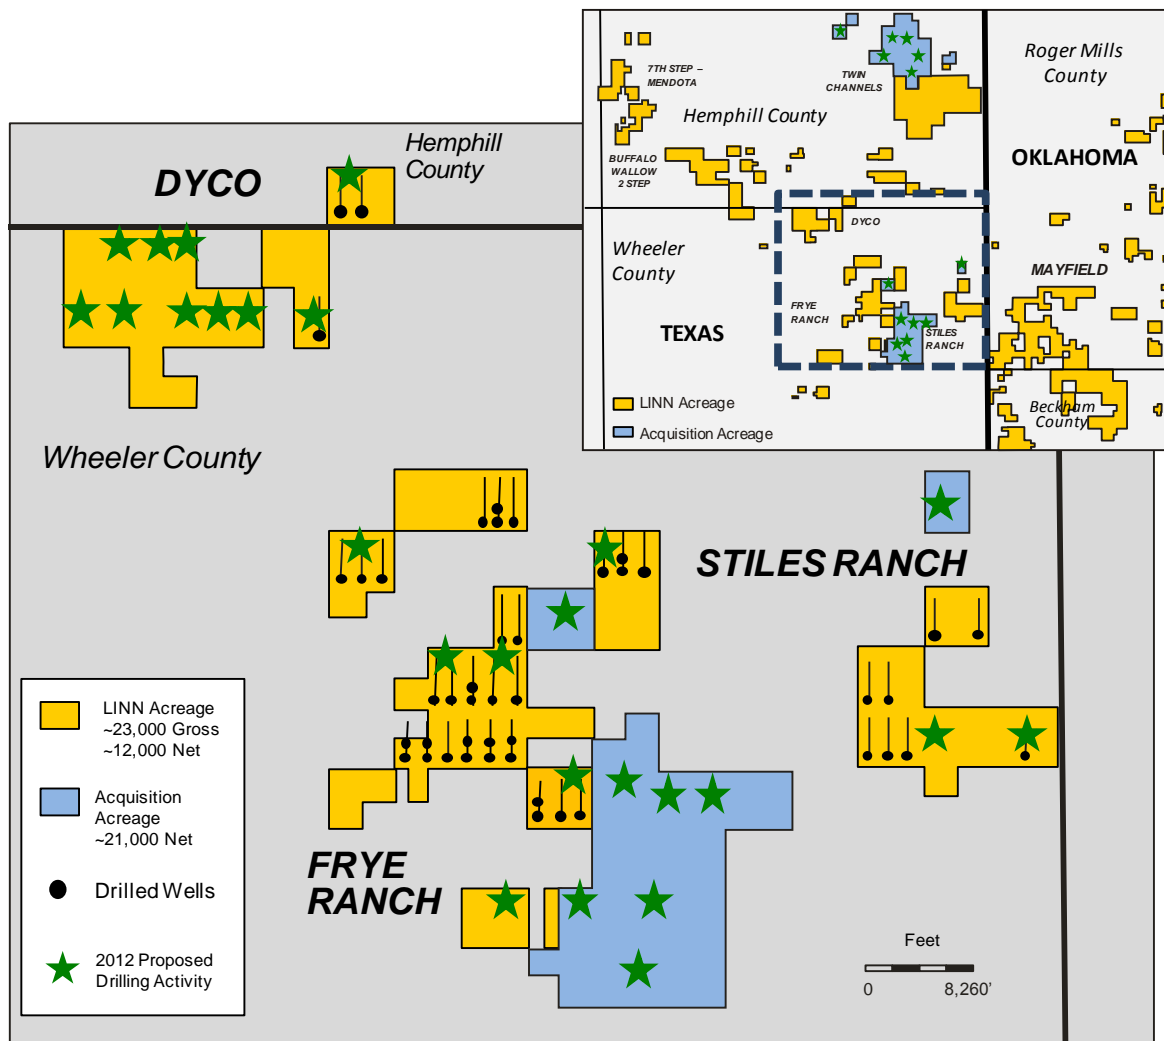 Roger Mills
County
7TH STEP –
MENDOTA
TWIN
CHANNELS
Hemphill County
BUFFALO
WALLOW
2 STEP
OKLAHOMA
DYCO
Wheeler
County
MAYFIELD
FRYE
RANCH
TEXAS
STILES
RANCH
LINN Acreage
Acquisition Acreage
Beckham
County
Hemphill
County
DYCO
Wheeler County
STILES RANCH
LINN Acreage
~23,000 Gross
~12,000 Net
Acquisition
Acreage
~21,000 Net
Drilled Wells
2012 Proposed
Drilling Activity
FRYE
RANCH
Feet
0 8,260'